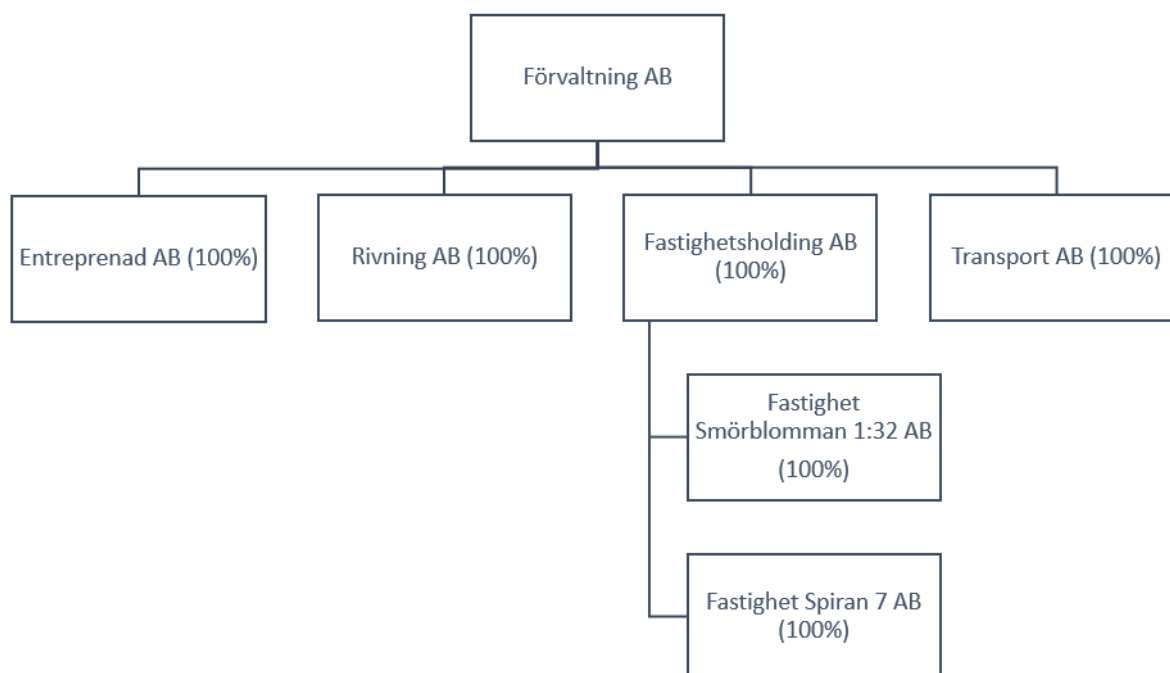 Förvaltning AB
Entreprenad AB (100%)
Rivning AB (100%)
Fastighetsholding AB
(100%)
Transport AB (100%)
Fastighet
Smörblomman 1:32 AB
(100%)
Fastighet Spiran 7 AB
(100%)